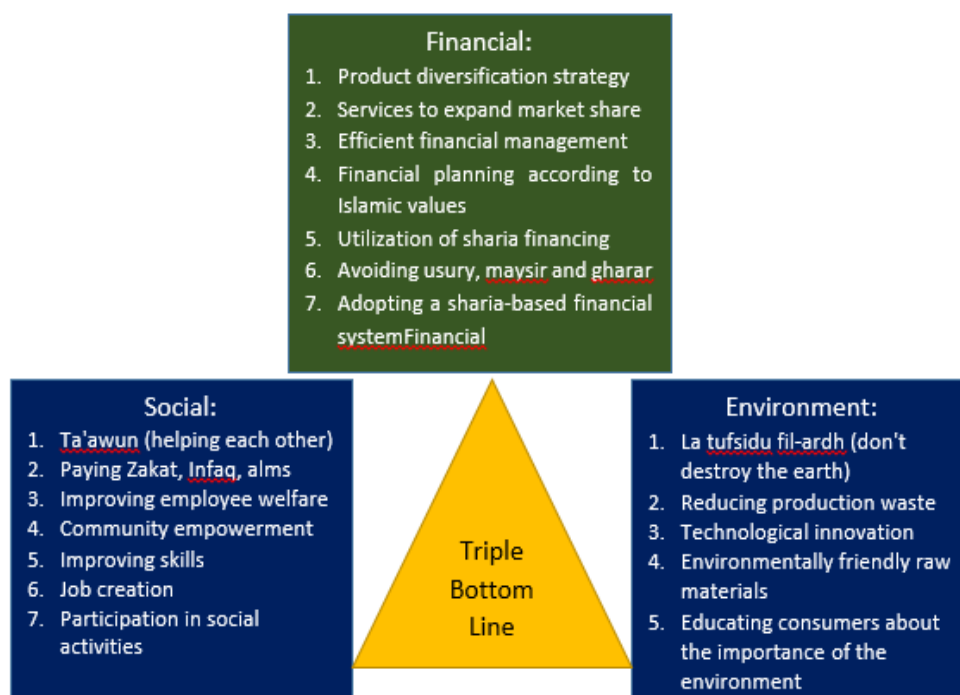 Financial:
1. Product diversification strategy
2. Services to expand market share
3. Efficient financial management
4. Financial planning according to
Islamic values
5. Utilization of sharia financing
6. Avoiding usury, maysir and gharar
7. Adopting a sharia-based financial
systemFinancial
Social:
1. Ta'awun (helping each other)
2. Paying Zakat, Infaq, alms
3. Improving employee welfare
4. Community empowerment
5. Improving skills
6. Job creation
7. Participation in social
activities
Triple
Bottom
Line
Environment:
1. La tufsidu fil-ardh (don't
destroy the earth)
2. Reducing production waste
3. Technological innovation
4. Environmentally friendly raw
materials
5. Educating consumers about
the importance of the
environment